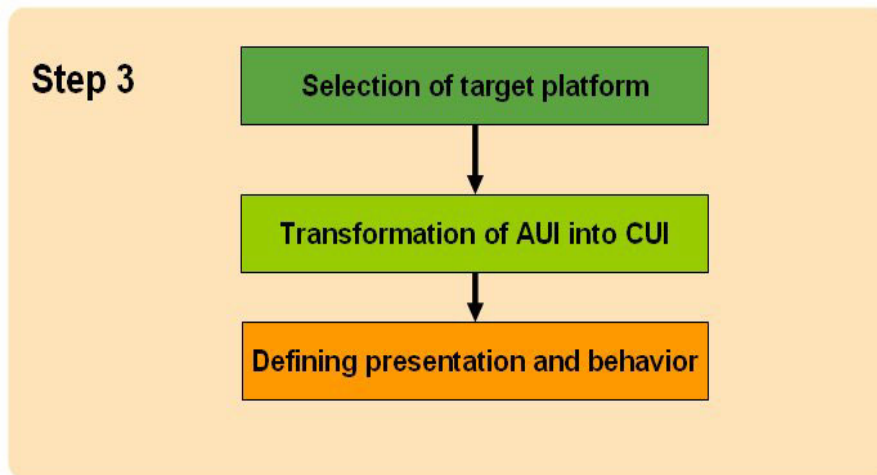 Step 3
Selection of target platform
Transformation of AUI into CUI
Defining presentation and behavior